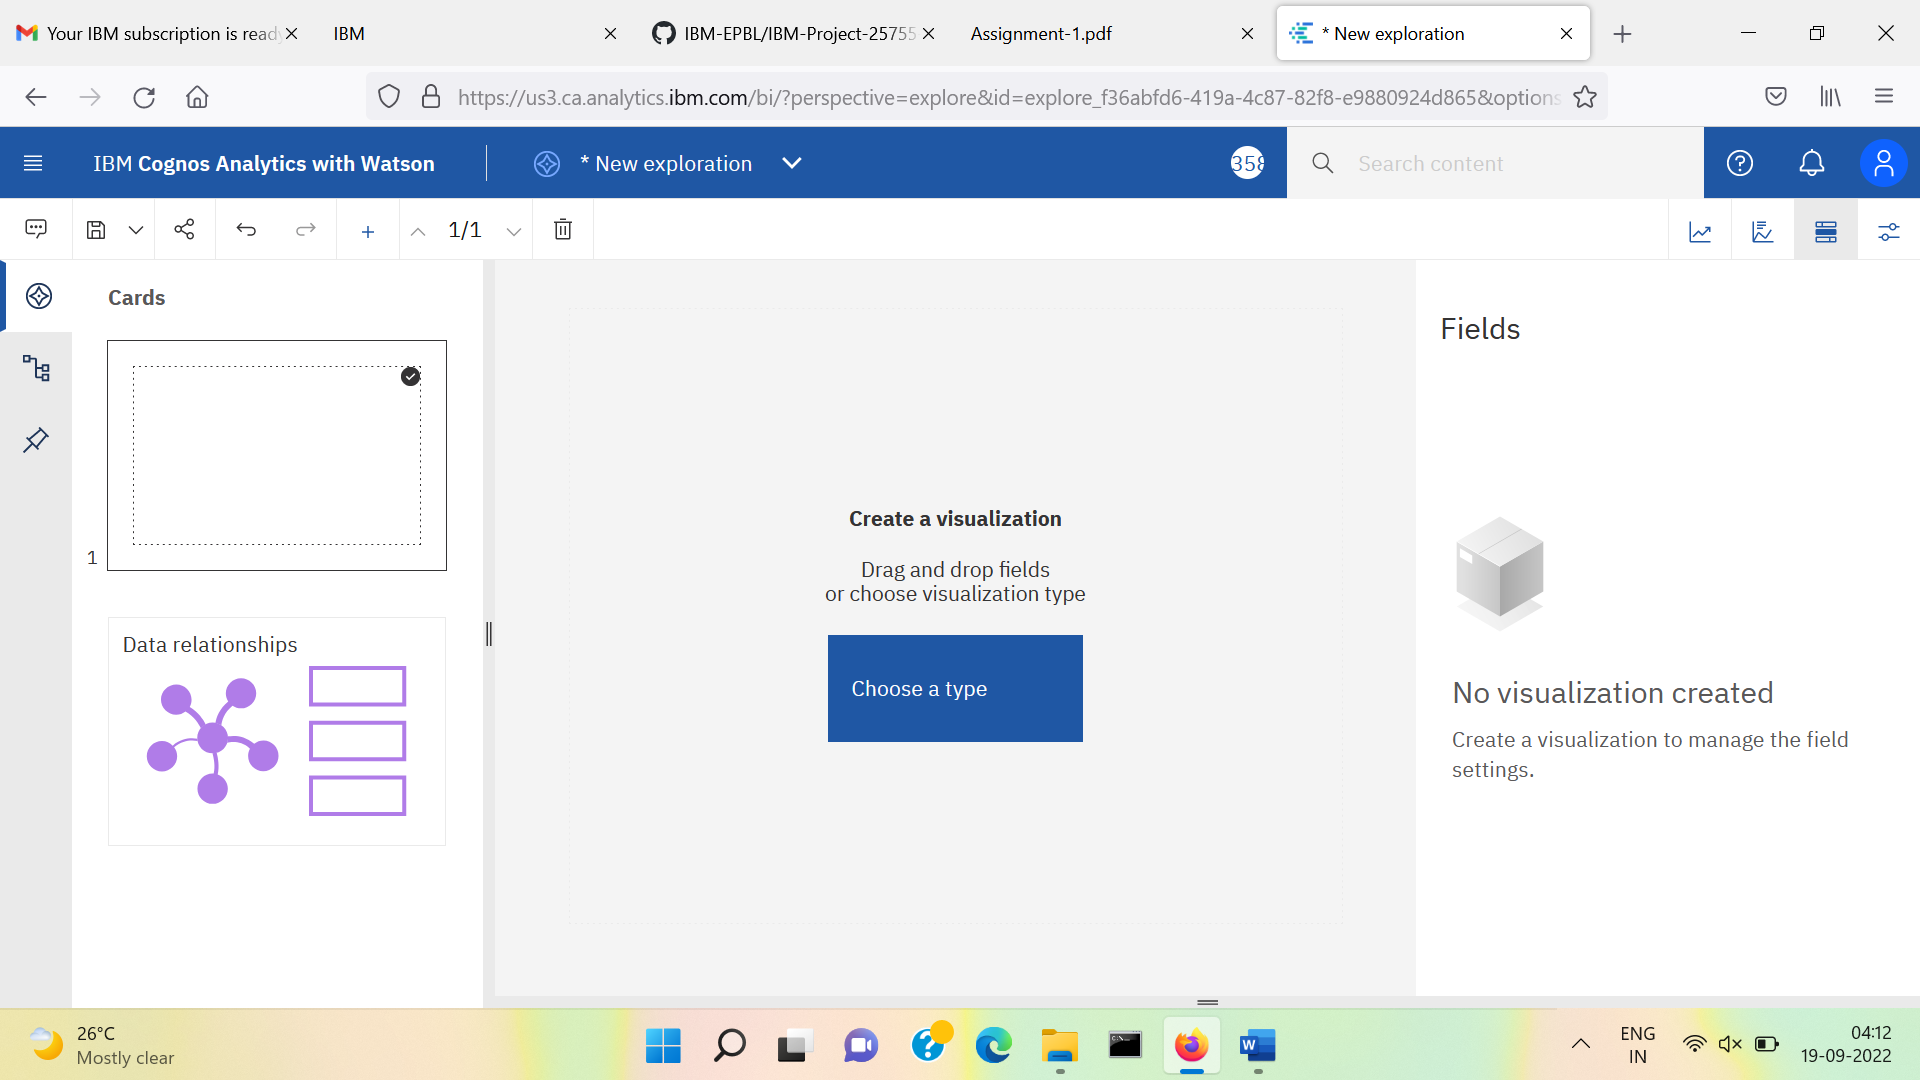 Your IBM subscription is read
IBM
IBM-EPBL/IBM-Project-25755
Assignment-1.pdf
* New exploration
https://us3.ca.analytics.ibm.com/bi/?perspective=explore&id=explore_f36abfd6-419a-4c87-82f8-e9880924d865&options
IBM Cognos Analytics with Watson
* New exploration
358
Search content
1/1
Cards
1
Data relationships
Create a visualization
Drag and drop fields
or choose visualization type
Choose a type
Fields
No visualization created
Create a visualization to manage the field
settings.
26°C
Mostly clear
ENG
IN
04:12
19-09-2022